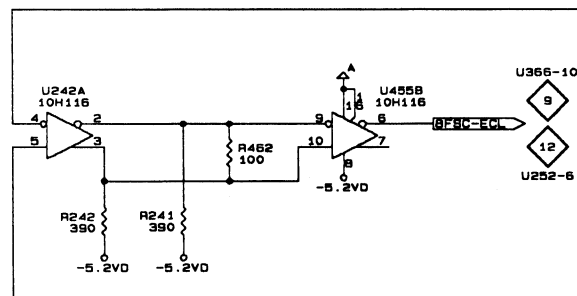 A
U242A
10H116
U455B
10H116
U366-10
4
2
9
1
16
6
8FSC-ECL
9
5
3
10
7
12
R462
100
8
-5.2VD
U252-6
R242
390
R241
390
-5.2VD
-5.2VD